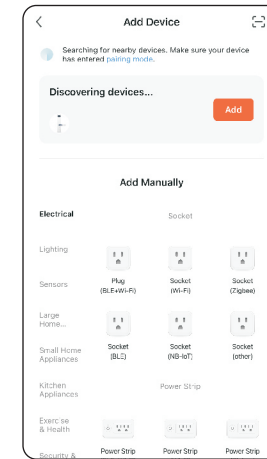 Add Device
Searching for nearby devices. Make sure your device
has entered pairing mode.
Discovering devices...
Add
Add Manually
Electrical
Socket
Lighting
Plug
(BLE+Wi-Fi)
Socket
(Wi-Fi)
Socket
(Zigbee)
Sensors
Large
Home...
Socket
(BLE)
Socket
(NB-IoT)
Socket
(other)
Small Home
Appliances
Kitchen
Appliances
Power Strip
Exercise
& Health
Power Strip
Power Strip
Power Strip
Security &